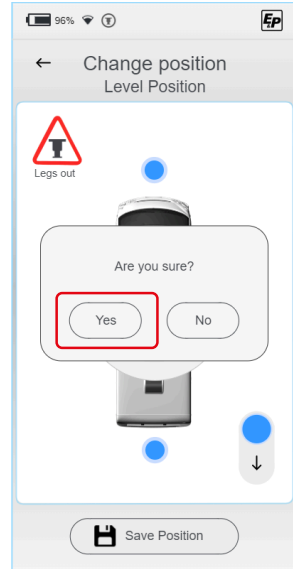 96%
EP
Change position
Level Position
Legs out
Are you sure?
Yes No
Save Position